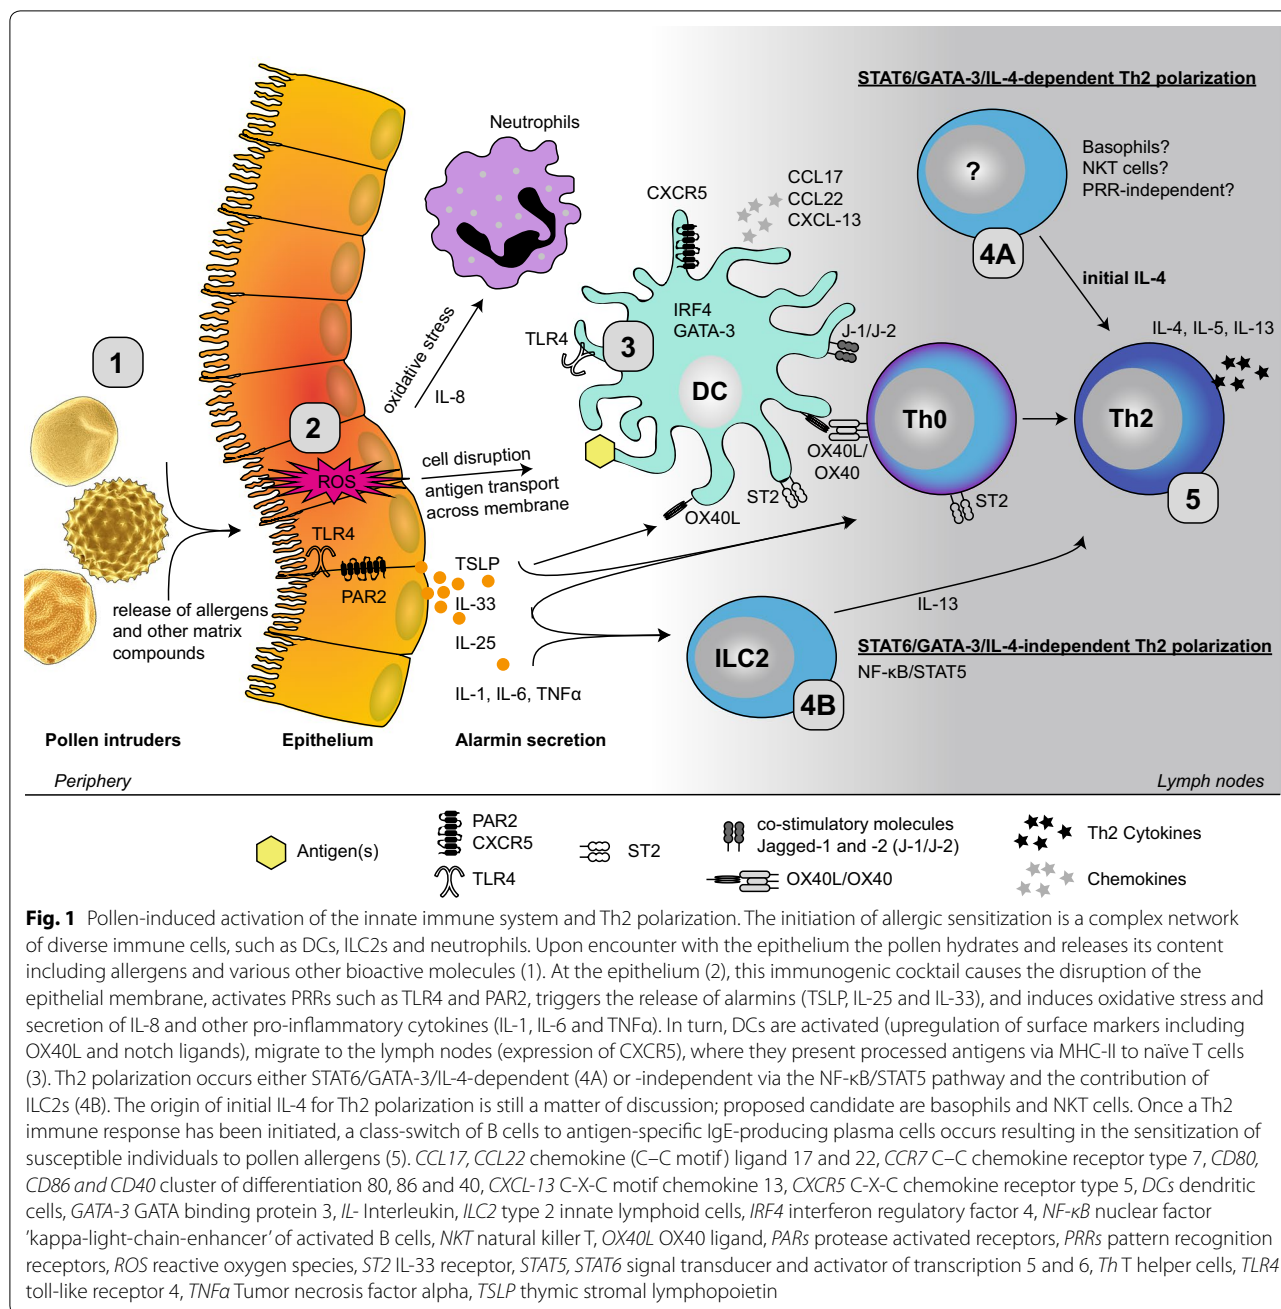 STAT6/GATA-3/IL-4-dependent Th2 polarization
Neutrophils
?
Basophils?
NKT cells?
PRR-independent?
CXCR5
CCL17
CCL22
CXCL-13
4A
initial IL-4
IRF4
GATA-3
J-1/J-2
IL-4, IL-5, IL-13
1
oxidative stress
IL-8
TLR4
3
DC
Th0
Th2
2
ROS
cell disruption
antigen transport
across membrane
OX40L/
OX40
ST2
OX40L
ST2
5
TLR4
PAR2
release of allergens
and other matrix
compounds
TSLP
IL-33
IL-25
IL-1, IL-6, TNFα
IL-13
ILC2
4B
STAT6/GATA-3/IL-4-independent Th2 polarization
NF-κB/STAT5
Pollen intruders
Epithelium
Alarmin secretion
Periphery
Lymph nodes
Antigen(s)
PAR2
CXCR5
TLR4
ST2
co-stimulatory molecules
Jagged-1 and -2 (J-1/J-2)
OX40L/OX40
Th2 Cytokines
Chemokines
Fig. 1 Pollen-induced activation of the innate immune system and Th2 polarization. The initiation of allergic sensitization is a complex network
of diverse immune cells, such as DCs, ILC2s and neutrophils. Upon encounter with the epithelium the pollen hydrates and releases its content
including allergens and various other bioactive molecules (1). At the epithelium (2), this immunogenic cocktail causes the disruption of the
epithelial membrane, activates PRRs such as TLR4 and PAR2, triggers the release of alarmins (TSLP, IL-25 and IL-33), and induces oxidative stress and
secretion of IL-8 and other pro-inflammatory cytokines (IL-1, IL-6 and TNFα). In turn, DCs are activated (upregulation of surface markers including
OX40L and notch ligands), migrate to the lymph nodes (expression of CXCR5), where they present processed antigens via MHC-II to naïve T cells
(3). Th2 polarization occurs either STAT6/GATA-3/IL-4-dependent (4A) or -independent via the NF-κB/STAT5 pathway and the contribution of
ILC2s (4B). The origin of initial IL-4 for Th2 polarization is still a matter of discussion; proposed candidate are basophils and NKT cells. Once a Th2
immune response has been initiated, a class-switch of B cells to antigen-specific IgE-producing plasma cells occurs resulting in the sensitization of
susceptible individuals to pollen allergens (5). CCL17, CCL22 chemokine (C–C motif) ligand 17 and 22, CCR7 C–C chemokine receptor type 7, CD80,
CD86 and CD40 cluster of differentiation 80, 86 and 40, CXCL-13 C-X-C motif chemokine 13, CXCR5 C-X-C chemokine receptor type 5, DCs dendritic
cells, GATA-3 GATA binding protein 3, IL- Interleukin, ILC2 type 2 innate lymphoid cells, IRF4 interferon regulatory factor 4, NF-κB nuclear factor
'kappa-light-chain-enhancer' of activated B cells, NKT natural killer T, OX40L OX40 ligand, PARs protease activated receptors, PRRs pattern recognition
receptors, ROS reactive oxygen species, ST2 IL-33 receptor, STAT5, STAT6 signal transducer and activator of transcription 5 and 6, Th T helper cells, TLR4
toll-like receptor 4, TNFα Tumor necrosis factor alpha, TSLP thymic stromal lymphopoietin